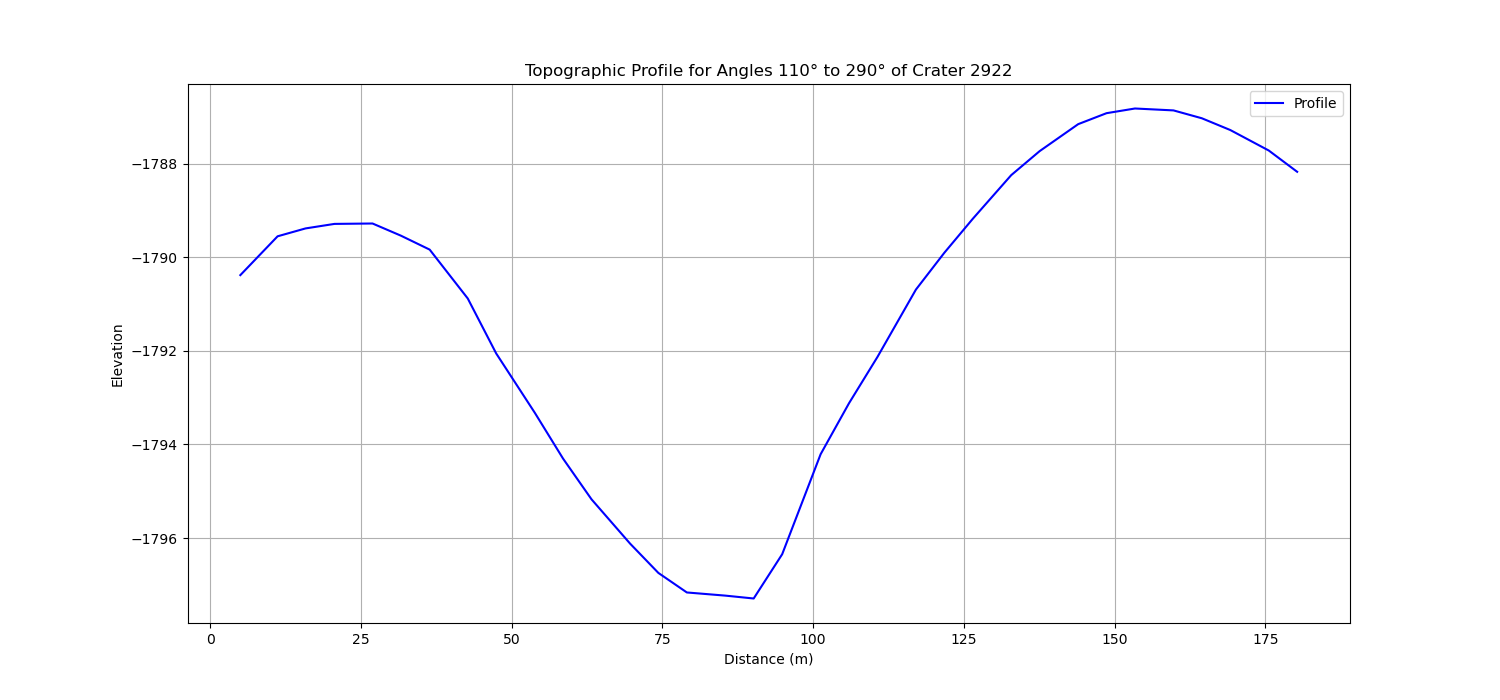 Topographic Profile for Angles 110° to 290° of Crater 2922
Profile
Elevation
−1788
−1790
−1792
−1794
−1796
0 25 50 75 100 125 150 175
Distance (m)